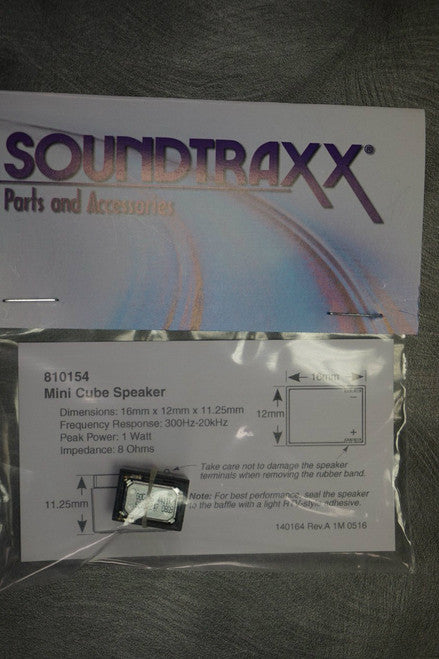 SOUNDTRAXX®
Parts and Accessories
810154
Mini Cube Speaker
Dimensions: 16mm x 12mm x 11.25mm
Frequency Response: 300Hz-20kHz
Peak Power: 1 Watt
Impedance: 8 Ohms
16mm
12mm
-
+
Take care not to damage the speaker
terminals when removing the rubber band.
11.25mm
Note: For best performance, seal the speaker
to the baffle with a light RTV-style adhesive.
140164 Rev.A 1M 0516